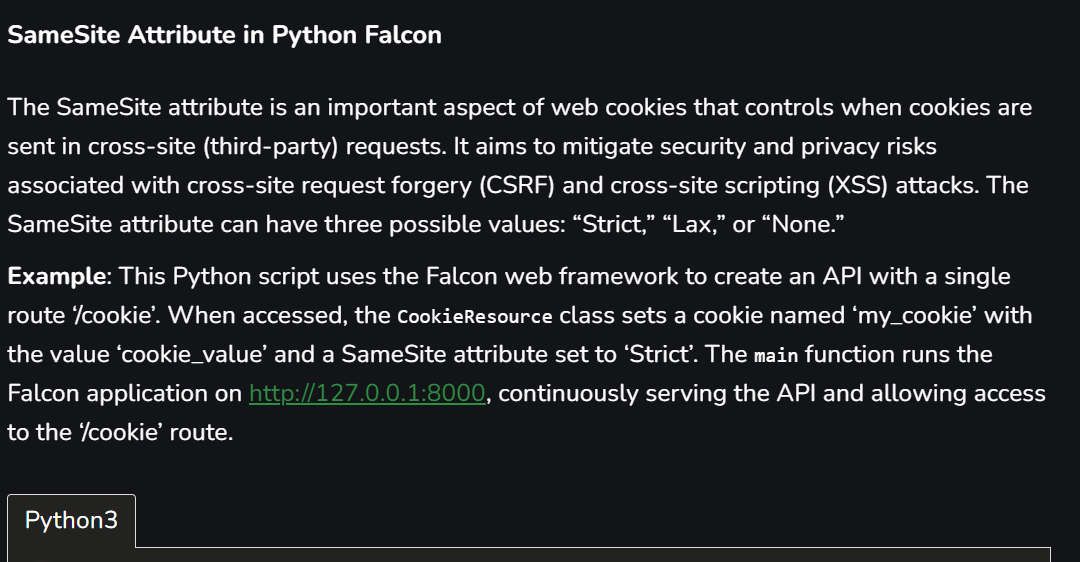 SameSite Attribute in Python Falcon
The SameSite attribute is an important aspect of web cookies that controls when cookies are
sent in cross-site (third-party) requests. It aims to mitigate security and privacy risks
associated with cross-site request forgery (CSRF) and cross-site scripting (XSS) attacks. The
SameSite attribute can have three possible values: “Strict,” “Lax,” or “None.”
Example: This Python script uses the Falcon web framework to create an API with a single
route ‘/cookie’. When accessed, the CookieResource class sets a cookie named ‘my_cookie’ with
the value ‘cookie_value’ and a SameSite attribute set to ‘Strict’. The main function runs the
Falcon application on http://127.0.0.1:8000, continuously serving the API and allowing access
to the ‘/cookie’ route.
Python3